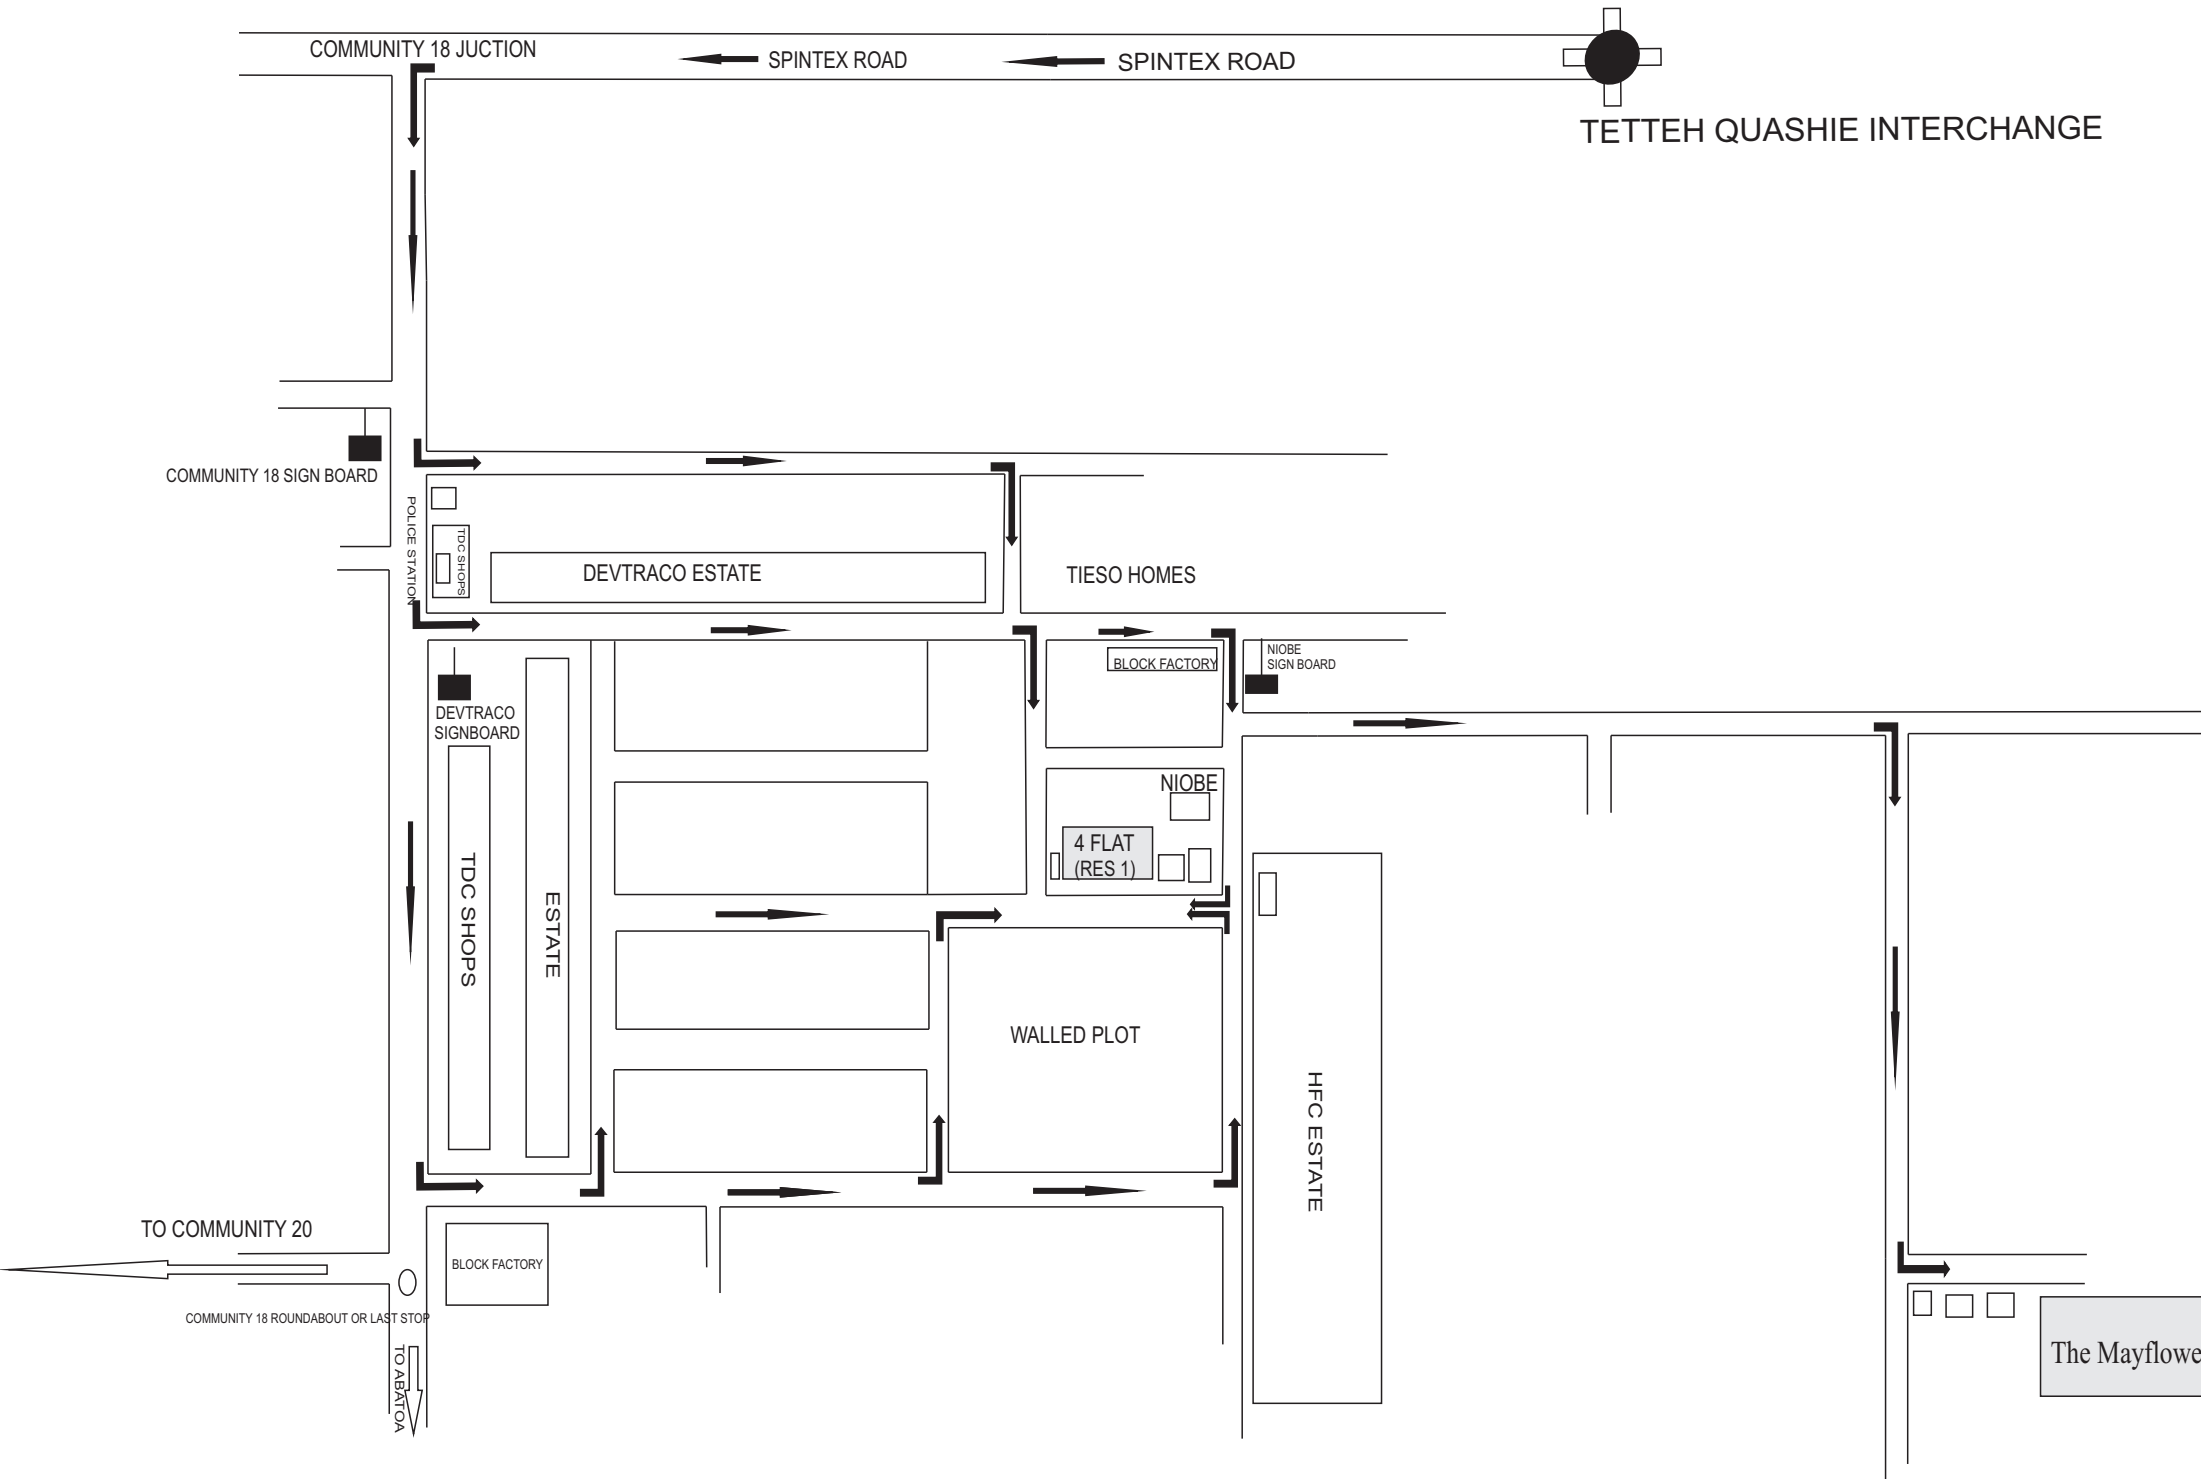 COMMUNITY 18 JUCTION
SPINTEX ROAD
SPINTEX ROAD
TETTEH QUASHIE INTERCHANGE
COMMUNITY 18 SIGN BOARD
POLICE STATION
TDC SHOPS
DEVTRACO ESTATE
TIESO HOMES
BLOCK FACTORY
NIOBE
SIGN BOARD
DEVTRACO
SIGNBOARD
NIOBE
4 FLAT
(RES 1)
TDC SHOPS
ESTATE
WALLED PLOT
HFC ESTATE
TO COMMUNITY 20
BLOCK FACTORY
COMMUNITY 18 ROUNDABOUT OR LAST STOP
TO ABATOA
The Mayflowe